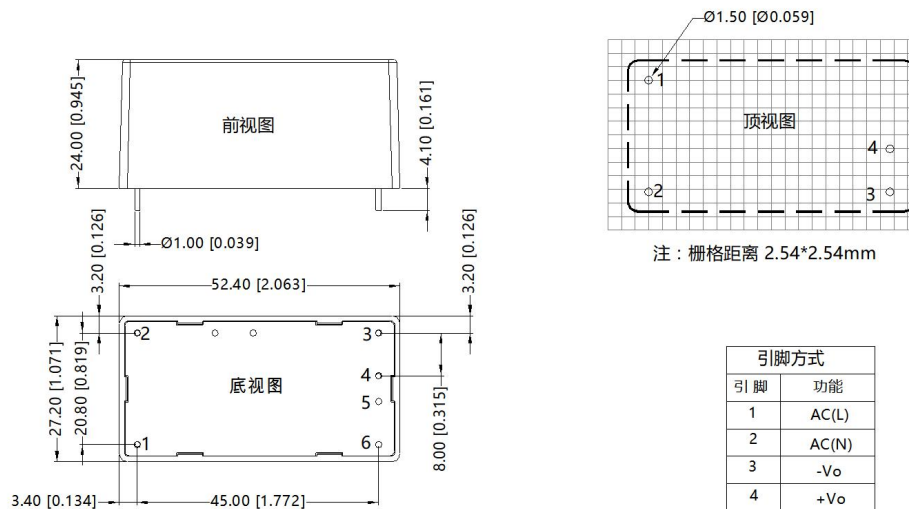 Ø1.50 [Ø0.059]
1
24.00 [0.945]
前视图
4.10 [0.161]
顶视图
4
2
3
Ø1.00 [0.039]
注：栅格距离 2.54*2.54mm
3.20 [0.126]
52.40 [2.063]
3.20 [0.126]
2
3
27.20 [1.071]
20.80 [0.819]
底视图
4
5
8.00 [0.315]
1
6
3.40 [0.134]
45.00 [1.772]
引脚方式
引 脚 功能
1 AC(L)
2 AC(N)
3 -Vo
4 +Vo